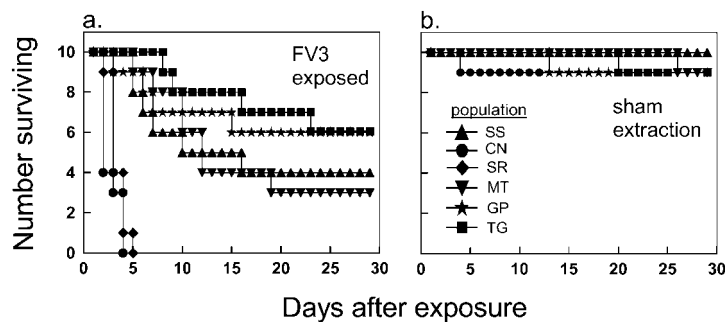 a.
b.
FV3
exposed
population
SS
CN
SR
MT
GP
TG
sham
extraction
Number surviving
10
8
6
4
2
0
0 5 10 15 20 25 30
0 5 10 15 20 25 30
Days after exposure